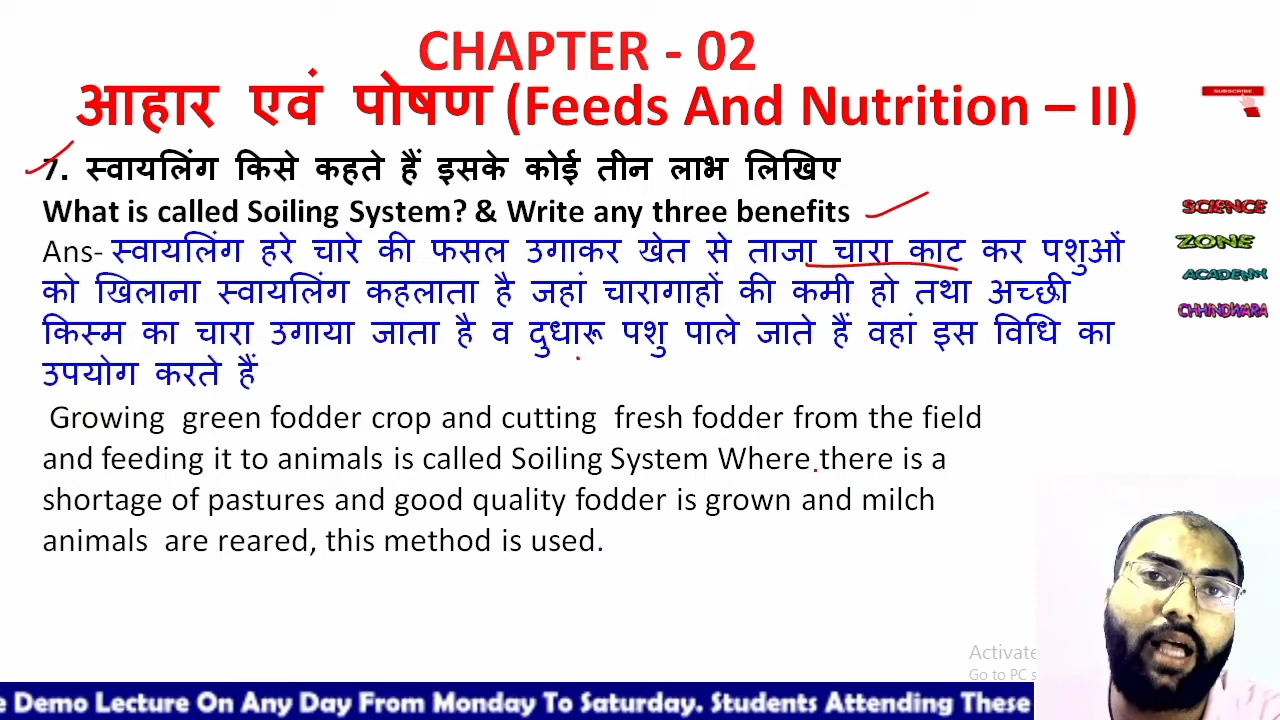 CHAPTER - 02
आहार एवं पोषण (Feeds And Nutrition – II)
SUBSCRIBE
7. स्वायलिंग किसे कहते हैं इसके कोई तीन लाभ लिखिए
What is called Soiling System? & Write any three benefits
SCIENCE
ZONE
ACADEMY
CHHINDWARA
Ans- स्वायलिंग हरे चारे की फसल उगाकर खेत से ताजा चारा काट कर पशुओं
को खिलाना स्वायलिंग कहलाता है जहां चारागाहों की कमी हो तथा अच्छी
किस्म का चारा उगाया जाता है व दुधारू पशु पाले जाते हैं वहां इस विधि का
उपयोग करते हैं
Growing green fodder crop and cutting fresh fodder from the field
and feeding it to animals is called Soiling System Where there is a
shortage of pastures and good quality fodder is grown and milch
animals are reared, this method is used.
Activate
Go to PC s
e Demo Lecture On Any Day From Monday To Saturday. Students Attending These